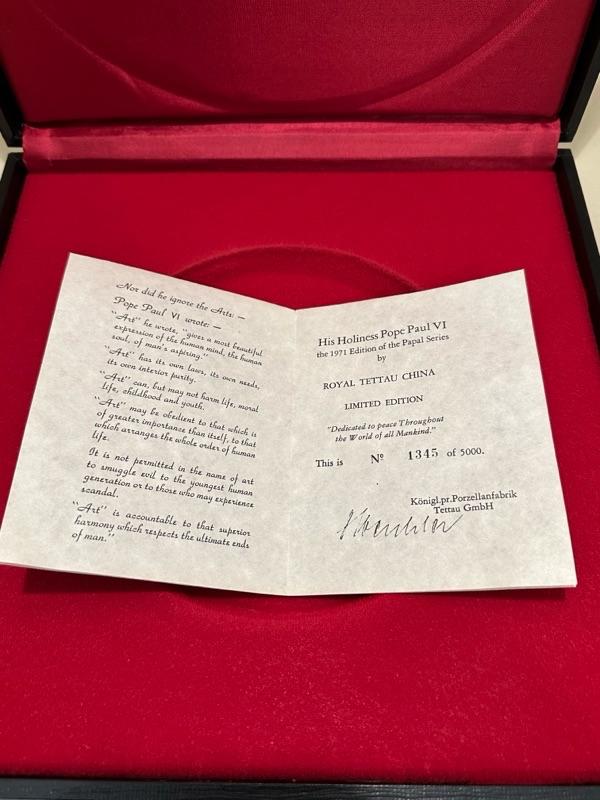 Nor did he ignore the Arts: —
Pope Paul VI wrote: —
"Art" he wrote, "gives a most beautiful
expression of the human mind, the human
soul, of man's aspiring."
"Art" has its own laws, its own needs,
its own interior purity.
"Art" can, but may not harm life, moral
life, childhood and youth.
"Art" may be obedient to that which is
of greater importance than itself, to that
which arranges the whole order of human
life.
It is not permitted in the name of art
to smuggle evil to the youngest human
generation or to those who may experience
scandal.
"Art" is accountable to that superior
harmony which respects the ultimate ends
of man."
His Holiness Pope Paul VI
the 1971 Edition of the Papal Series
by
ROYAL TETTAU CHINA
LIMITED EDITION
"Dedicated to peace Throughout
the World of all Mankind."
This is Nº 1345 of 5000.
Königl.pr.Porzellanfabrik
Tettau GmbH